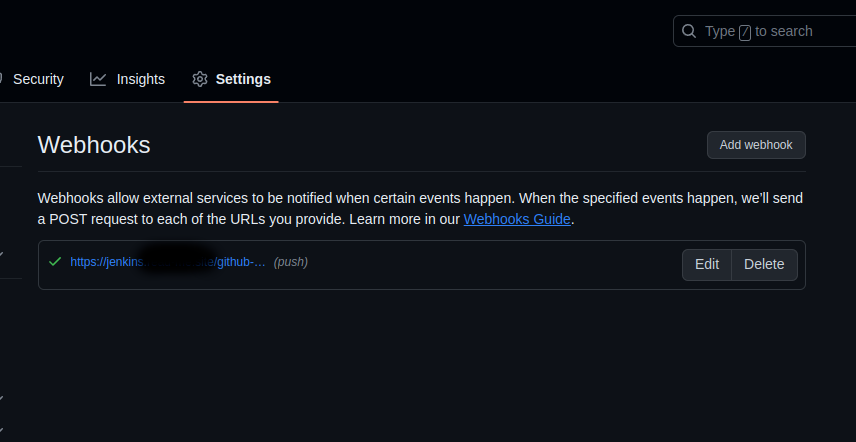 Type / to search
Security Insights Settings
Webhooks
Add webhook
Webhooks allow external services to be notified when certain events happen. When the specified events happen, we’ll send
a POST request to each of the URLs you provide. Learn more in our Webhooks Guide.
https://jenkins. /github-… (push)
Edit Delete